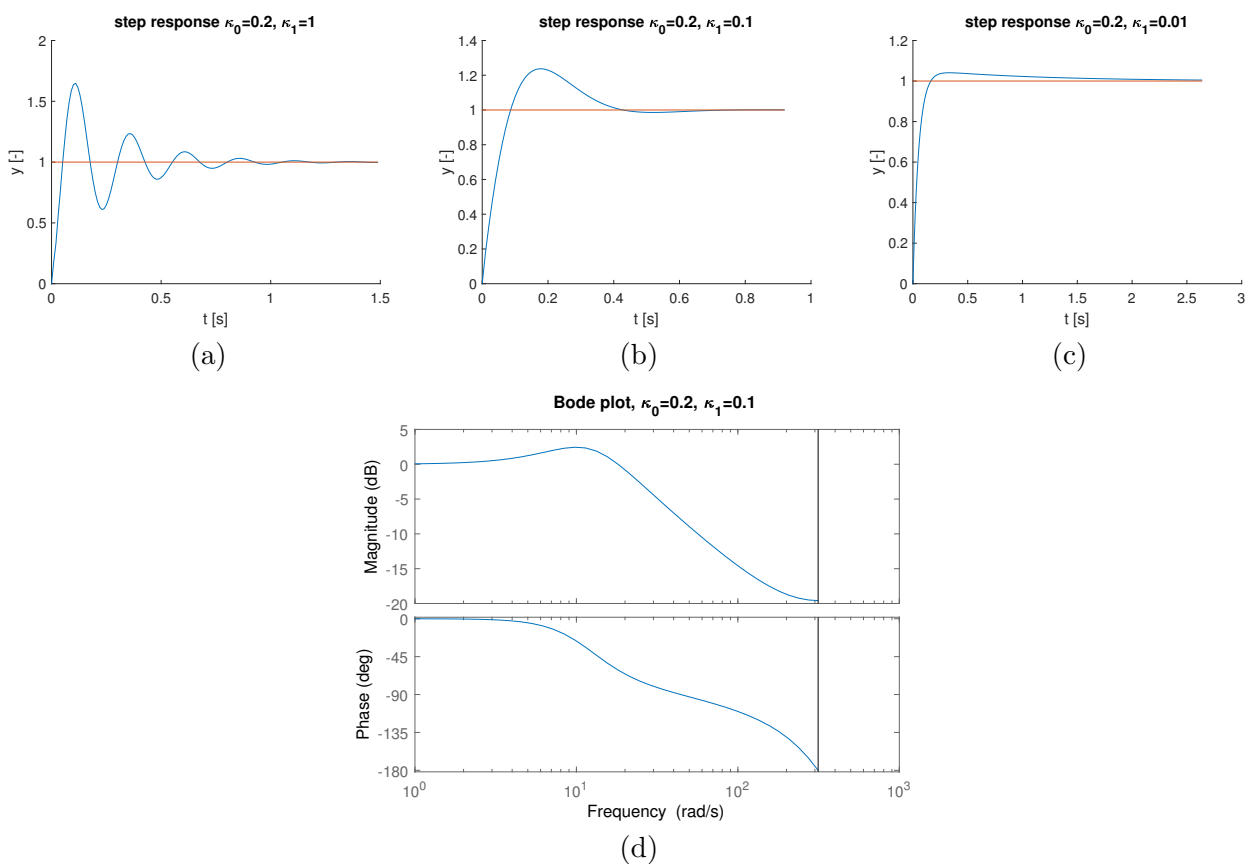 step response κ0=0.2, κ1=1
2
1.5
1
0.5
0
y [-]
0 0.5 1 1.5
t [s]
(a)
step response κ0=0.2, κ1=0.1
1.4
1.2
1
0.8
0.6
0.4
0.2
0
y [-]
0 0.2 0.4 0.6 0.8 1
t [s]
(b)
step response κ0=0.2, κ1=0.01
1.2
1
0.8
0.6
0.4
0.2
0
y [-]
0 0.5 1 1.5 2 2.5 3
t [s]
(c)
Bode plot, κ0=0.2, κ1=0.1
5
0
-5
-10
-15
-20
Magnitude (dB)
0
-45
-90
-135
-180
Phase (deg)
10^0 10^1 10^2 10^3
Frequency (rad/s)
(d)